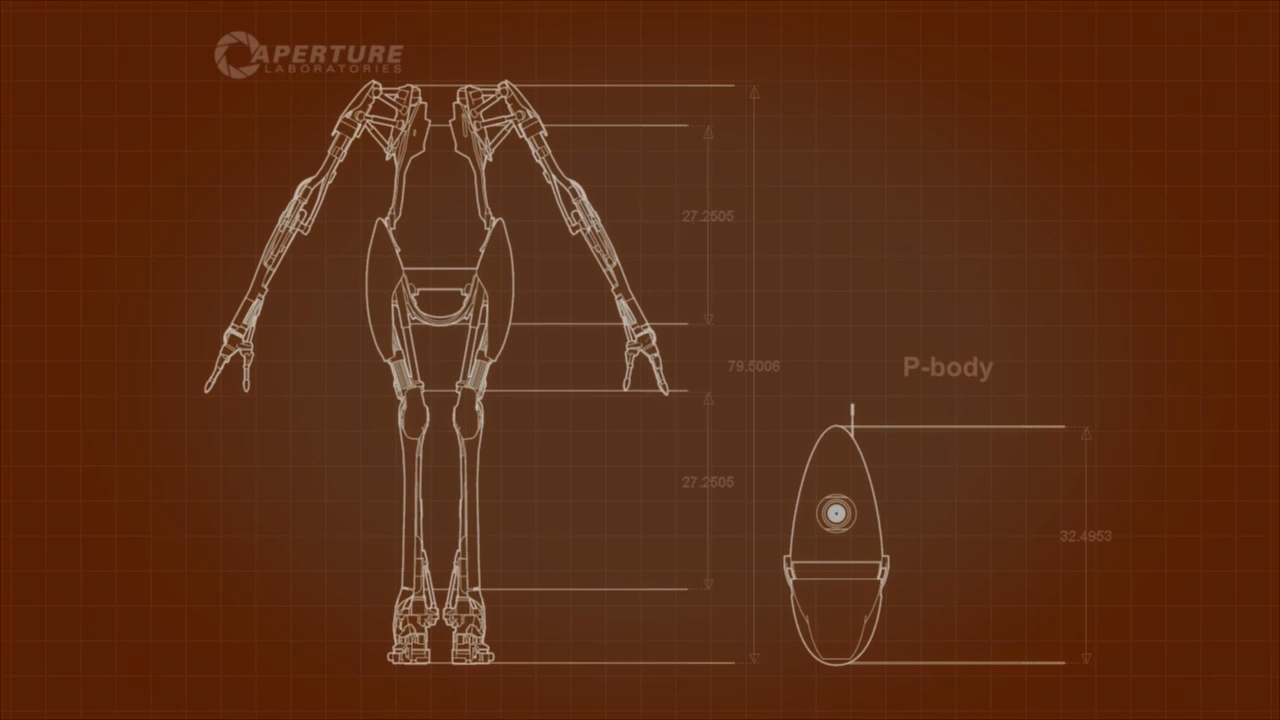 APERTURE
LABORATORIES
27.2505
79.5006
P-body
27.2505
32.4953